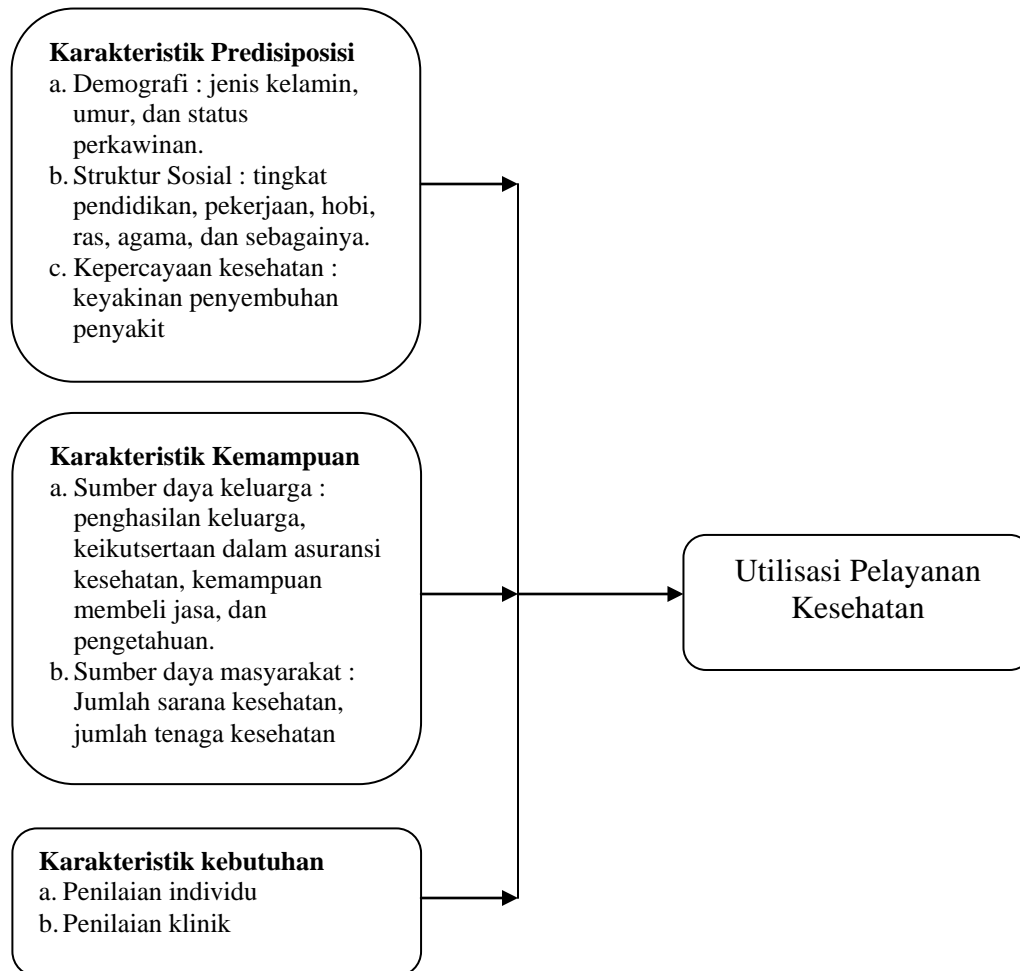 Karakteristik Predisiposisi
a. Demografi : jenis kelamin,
umur, dan status
perkawinan.
b. Struktur Sosial : tingkat
pendidikan, pekerjaan, hobi,
ras, agama, dan sebagainya.
c. Kepercayaan kesehatan :
keyakinan penyembuhan
penyakit
Karakteristik Kemampuan
a. Sumber daya keluarga :
penghasilan keluarga,
keikutsertaan dalam asuransi
kesehatan, kemampuan
membeli jasa, dan
pengetahuan.
b. Sumber daya masyarakat :
Jumlah sarana kesehatan,
jumlah tenaga kesehatan
Karakteristik kebutuhan
a. Penilaian individu
b. Penilaian klinik
Utilisasi Pelayanan
Kesehatan